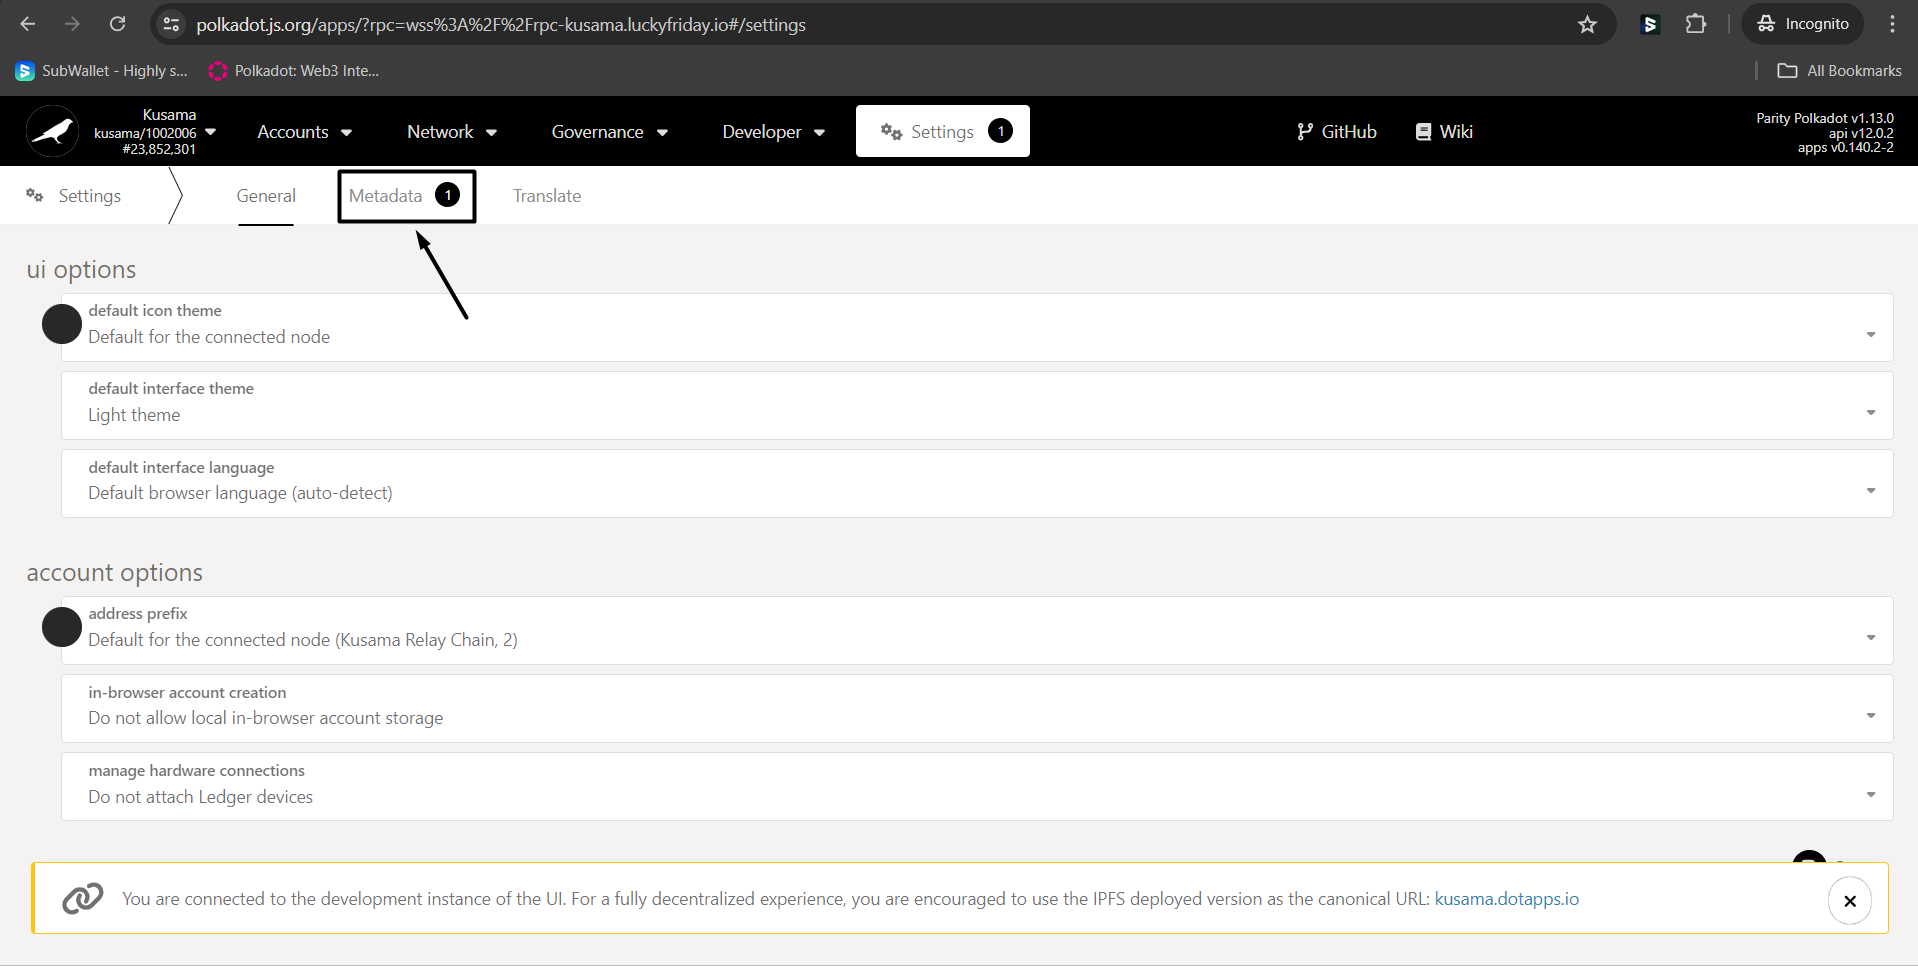 polkadot.js.org/apps/?rpc=wss%3A%2F%2Frpc-kusama.luckyfriday.io#/settings
Incognito
SubWallet - Highly s...
Polkadot: Web3 Inte...
All Bookmarks
Kusama
kusama/1002006
#23,852,301
Accounts
Network
Governance
Developer
Settings
1
GitHub
Wiki
Parity Polkadot v1.13.0
api v12.0.2
apps v0.140.2-2
Settings
General
Metadata
1
Translate
ui options
default icon theme
Default for the connected node
default interface theme
Light theme
default interface language
Default browser language (auto-detect)
account options
address prefix
Default for the connected node (Kusama Relay Chain, 2)
in-browser account creation
Do not allow local in-browser account storage
manage hardware connections
Do not attach Ledger devices
You are connected to the development instance of the UI. For a fully decentralized experience, you are encouraged to use the IPFS deployed version as the canonical URL: kusama.dotapps.io